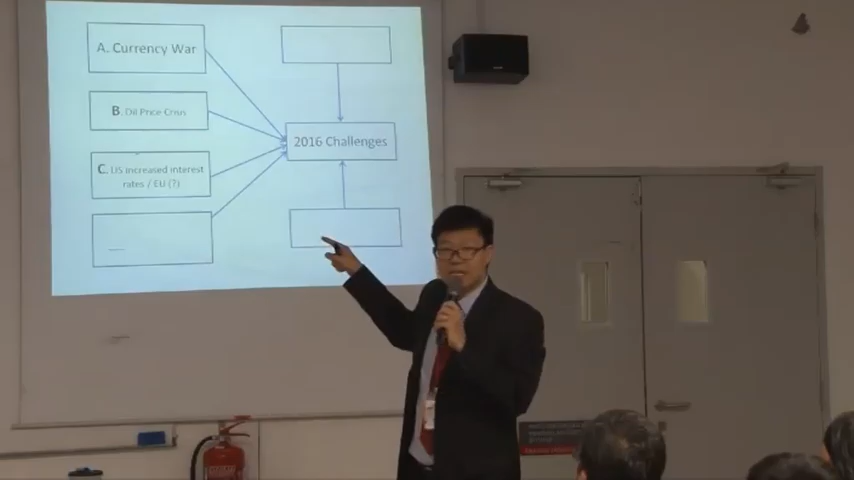 A. Currency War
B. Oil Price Crisis
C. US increased interest
rates / EU (?)
2016 Challenges